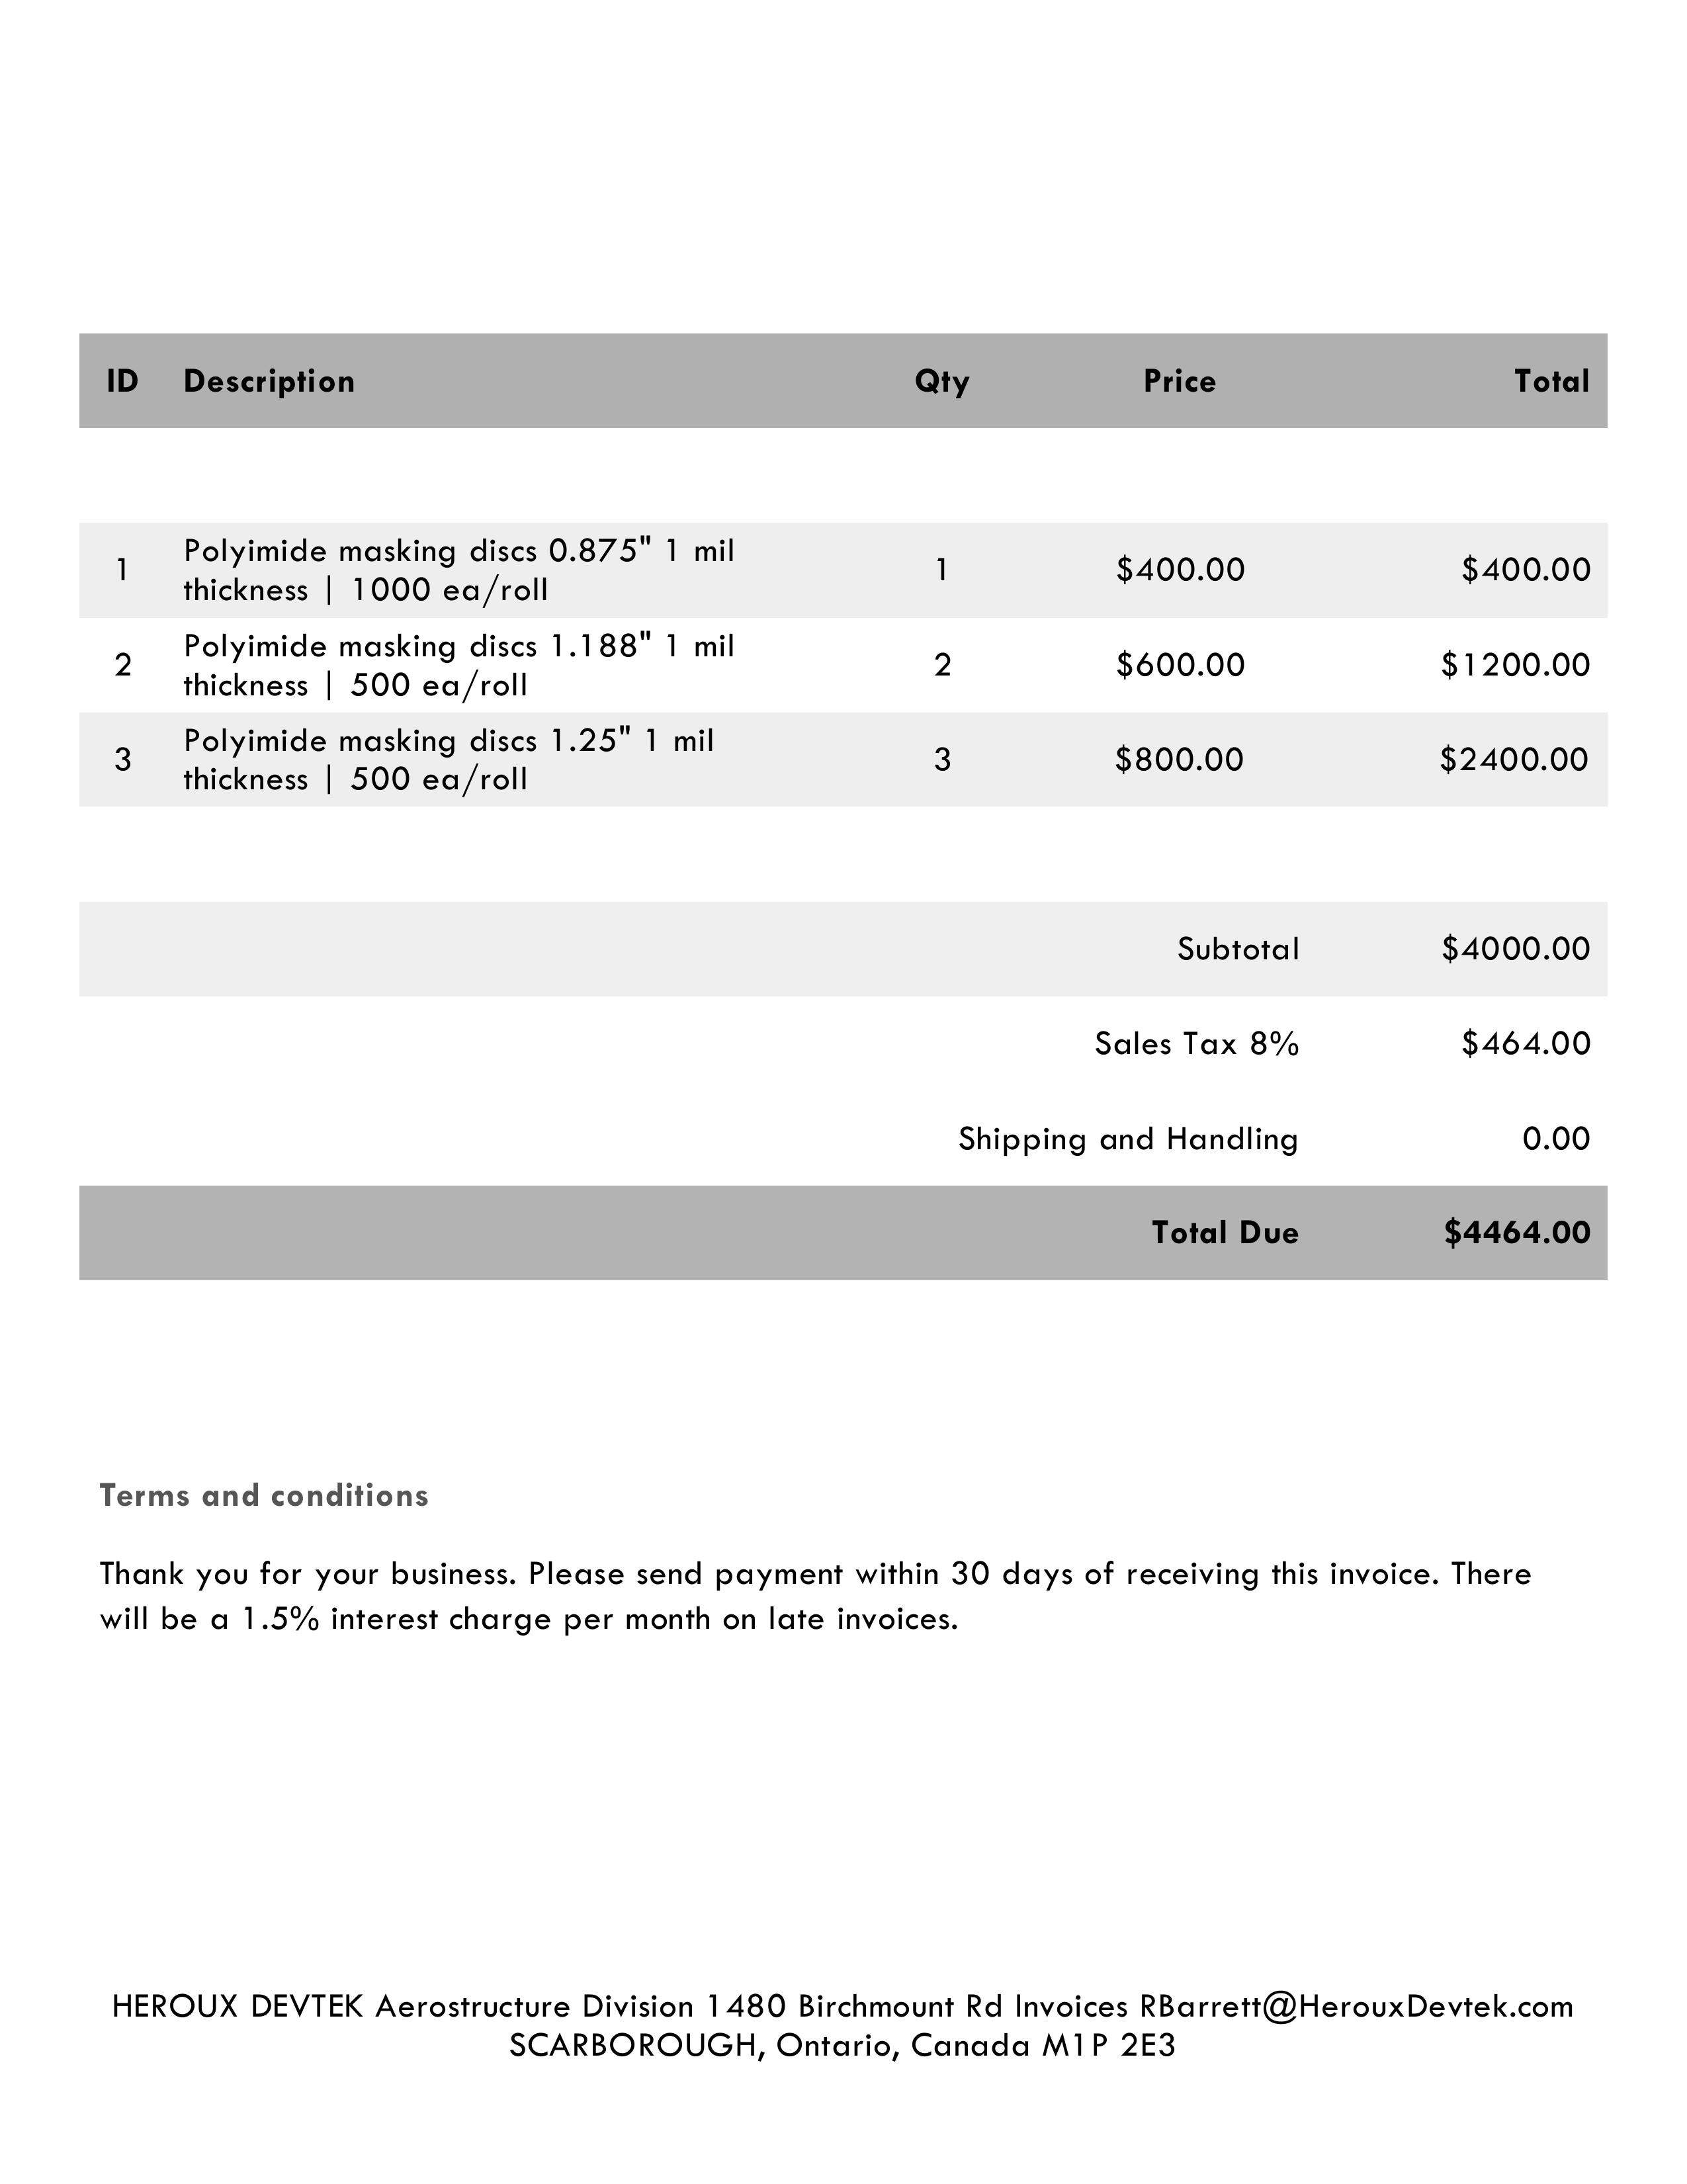 ID Description Qty Price Total
1 Polyimide masking discs 0.875" 1 mil
thickness | 1000 ea/roll 1 $400.00 $400.00
2 Polyimide masking discs 1.188" 1 mil
thickness | 500 ea/roll 2 $600.00 $1200.00
3 Polyimide masking discs 1.25" 1 mil
thickness | 500 ea/roll 3 $800.00 $2400.00
Subtotal $4000.00
Sales Tax 8% $464.00
Shipping and Handling 0.00
Total Due $4464.00
Terms and conditions
Thank you for your business. Please send payment within 30 days of receiving this invoice. There
will be a 1.5% interest charge per month on late invoices.
HEROUX DEVTEK Aerostructure Division 1480 Birchmount Rd Invoices RBarrett@HerouxDevtek.com
SCARBOROUGH, Ontario, Canada M1P 2E3